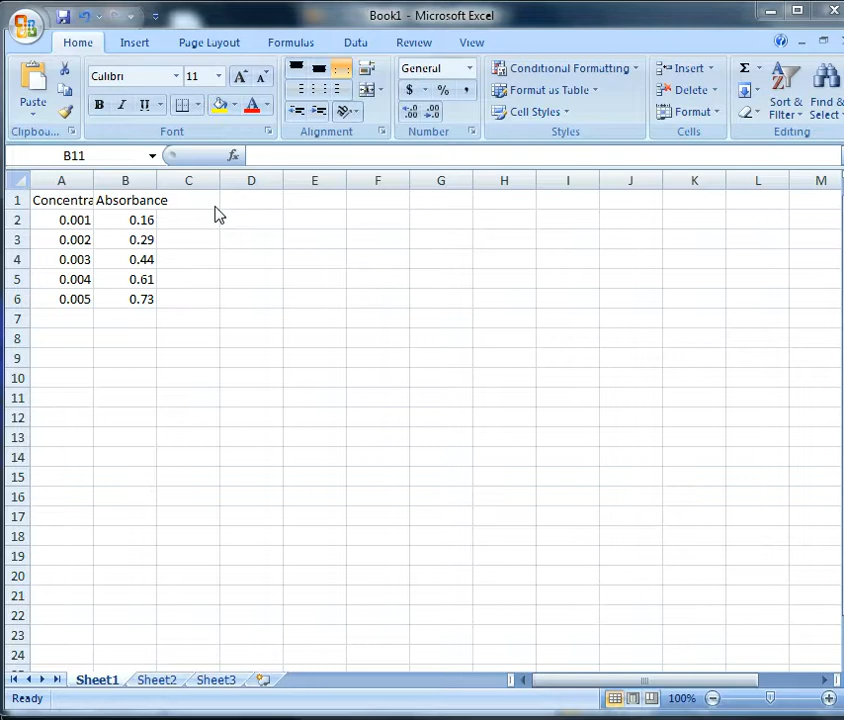 Book1 - Microsoft Excel
Home Insert Page Layout Formulas Data Review View
Paste
Calibri 11 A A
General
Conditional Formatting
Insert
Σ
B I U A
$ % ,
Format as Table
Delete
Sort & Filter
Find & Select
Cell Styles
Format
Clipboa... Font Alignment Number Styles Cells Editing
B11 fx
A B C D E F G H I J K L M
1 Concentra Absorbance
2 0.001 0.16
3 0.002 0.29
4 0.003 0.44
5 0.004 0.61
6 0.005 0.73
7
8
9
10
11
12
13
14
15
16
17
18
19
20
21
22
23
24
Sheet1 Sheet2 Sheet3
Ready 100%